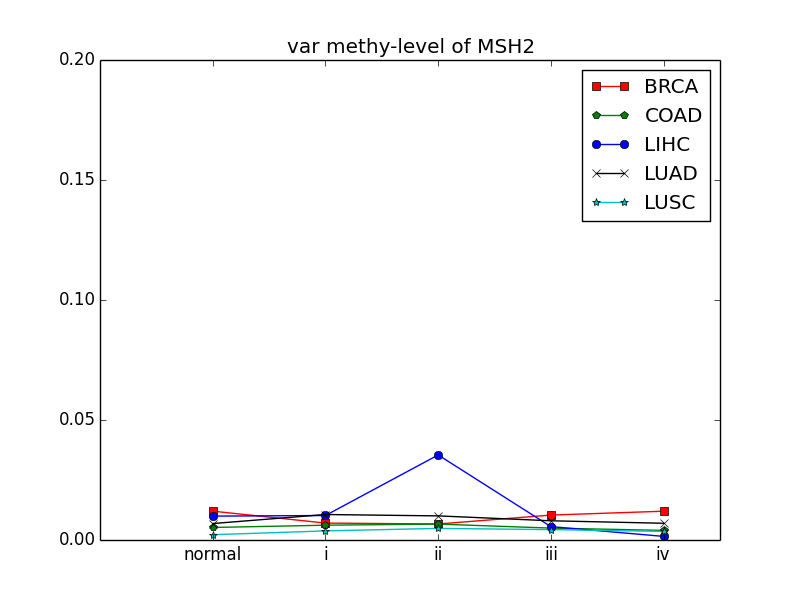 var methy-level of MSH2
0.20
0.15
0.10
0.05
0.00
normal i ii iii iv
BRCA
COAD
LIHC
LUAD
LUSC